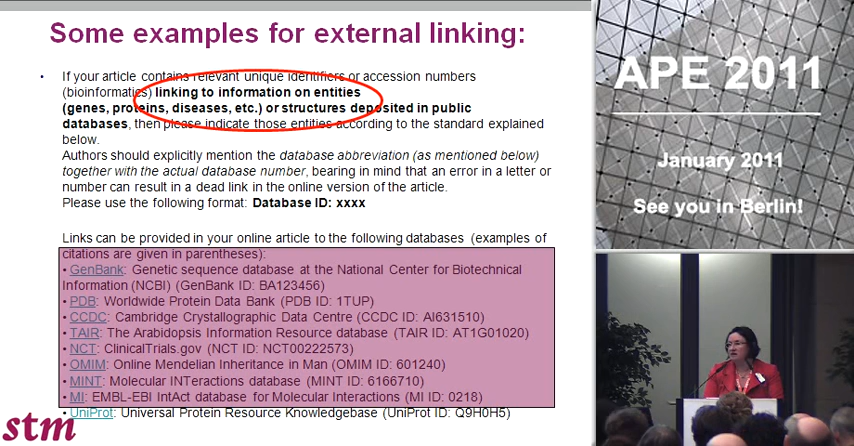 Some examples for external linking:
• If your article contains relevant unique identifiers or accession numbers
(bioinformatics) linking to information on entities
(genes, proteins, diseases, etc.) or structures deposited in public
databases, then please indicate those entities according to the standard explained
below.
Authors should explicitly mention the database abbreviation (as mentioned below)
together with the actual database number, bearing in mind that an error in a letter or
number can result in a dead link in the online version of the article.
Please use the following format: Database ID: xxxx
Links can be provided in your online article to the following databases (examples of
citations are given in parentheses):
• GenBank: Genetic sequence database at the National Center for Biotechnical
Information (NCBI) (GenBank ID: BA123456)
• PDB: Worldwide Protein Data Bank (PDB ID: 1TUP)
• CCDC: Cambridge Crystallographic Data Centre (CCDC ID: AI631510)
• TAIR: The Arabidopsis Information Resource database (TAIR ID: AT1G01020)
• NCT: ClinicalTrials.gov (NCT ID: NCT00222573)
• OMIM: Online Mendelian Inheritance in Man (OMIM ID: 601240)
• MINT: Molecular INTeractions database (MINT ID: 6166710)
• MI: EMBL-EBI IntAct database for Molecular Interactions (MI ID: 0218)
• UniProt: Universal Protein Resource Knowledgebase (UniProt ID: Q9H0H5)
stm
APE 2011
January 2011
See you in Berlin!